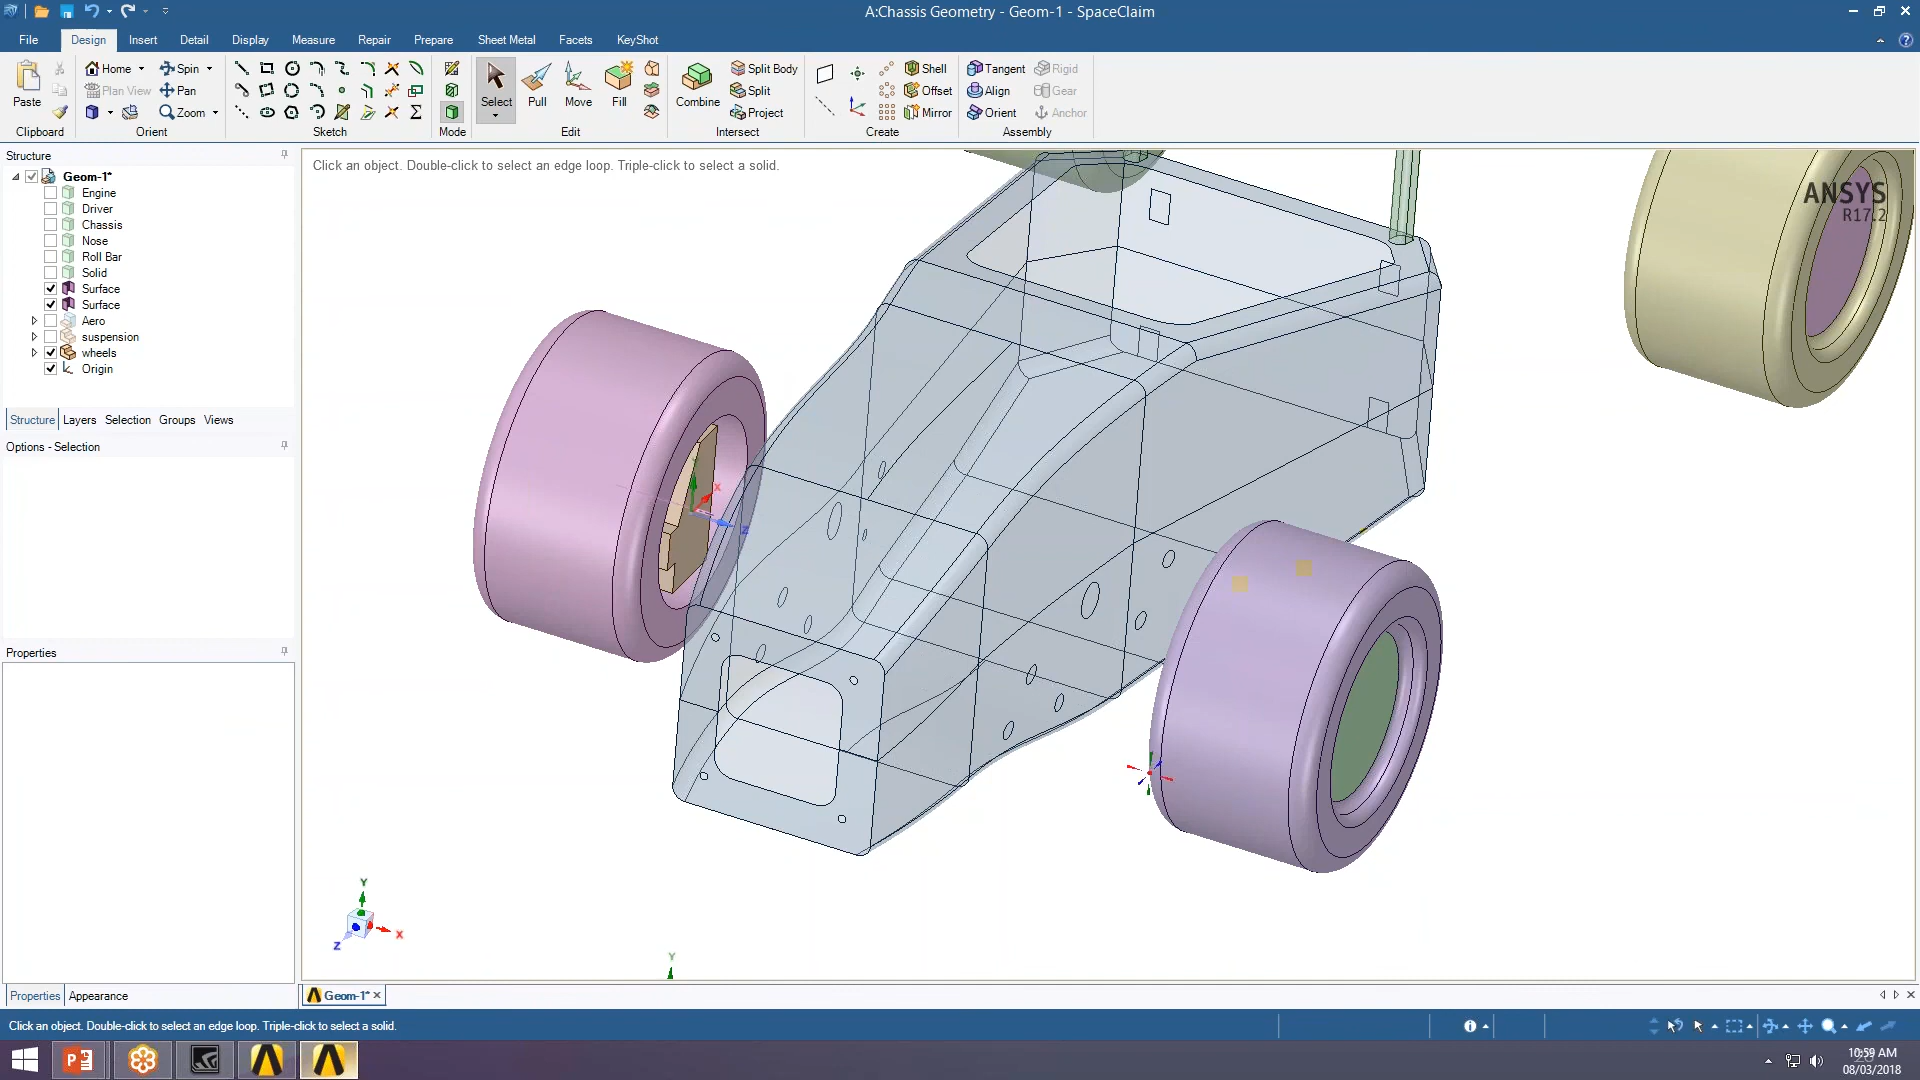 A:Chassis Geometry - Geom-1 - SpaceClaim
File Design Insert Detail Display Measure Repair Prepare Sheet Metal Facets KeyShot
Paste
Home Spin
Plan View Pan
Zoom
Select Pull Move Fill
Combine
Split Body
Split
Project
Shell
Offset
Mirror
Tangent Rigid
Align Gear
Orient Anchor
Clipboard Orient Sketch Mode Edit Intersect Create Assembly
Structure
Geom-1*
Engine
Driver
Chassis
Nose
Roll Bar
Solid
Surface
Surface
Aero
suspension
wheels
Origin
Structure Layers Selection Groups Views
Options - Selection
Properties
Properties Appearance
Click an object. Double-click to select an edge loop. Triple-click to select a solid.
ANSYS
R17.2
X
Z
Y
X
Z
Y
Geom-1*
Click an object. Double-click to select an edge loop. Triple-click to select a solid.
10:59 AM
08/03/2018